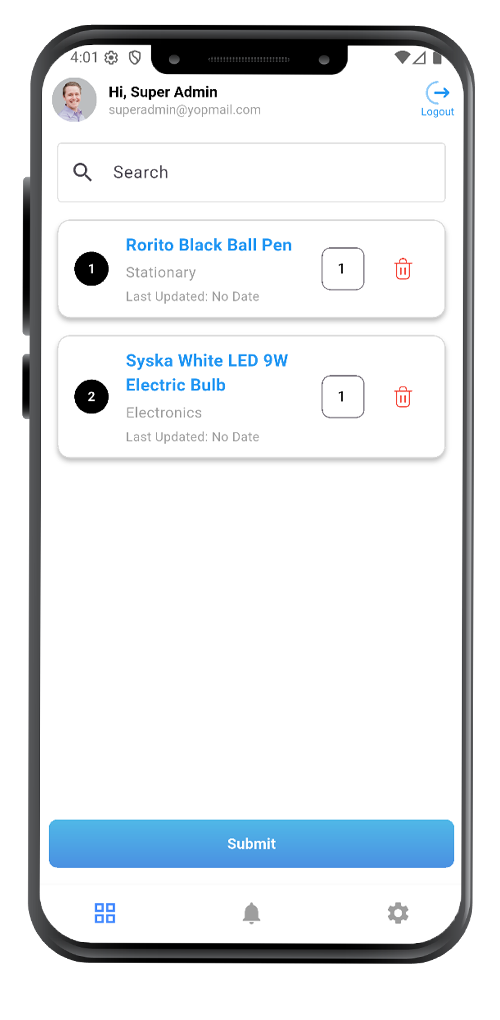 4:01
Hi, Super Admin
superadmin@yopmail.com
Logout
Search
1
Rorito Black Ball Pen
Stationary
Last Updated: No Date
1
2
Syska White LED 9W
Electric Bulb
Electronics
Last Updated: No Date
1
Submit